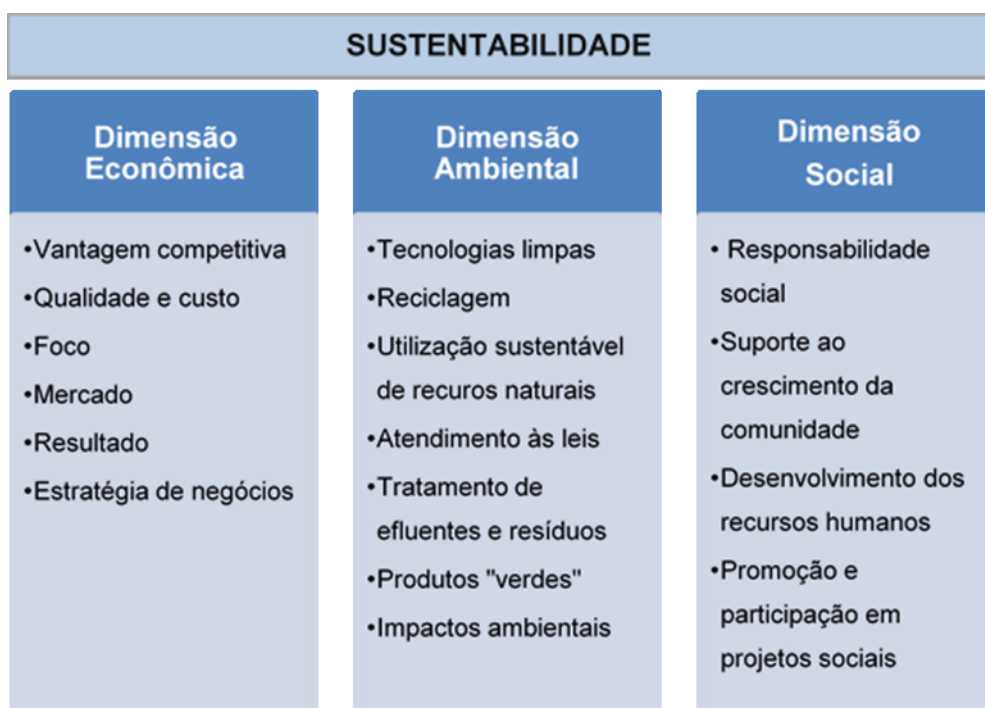 SUSTENTABILIDADE
Dimensão
Econômica
•Vantagem competitiva
•Qualidade e custo
•Foco
•Mercado
•Resultado
•Estratégia de negócios
Dimensão
Ambiental
•Tecnologias limpas
•Reciclagem
•Utilização sustentável
de recuros naturais
•Atendimento às leis
•Tratamento de
efluentes e resíduos
•Produtos "verdes"
•Impactos ambientais
Dimensão
Social
• Responsabilidade
social
•Suporte ao
crescimento da
comunidade
•Desenvolvimento dos
recursos humanos
•Promoção e
participação em
projetos sociais